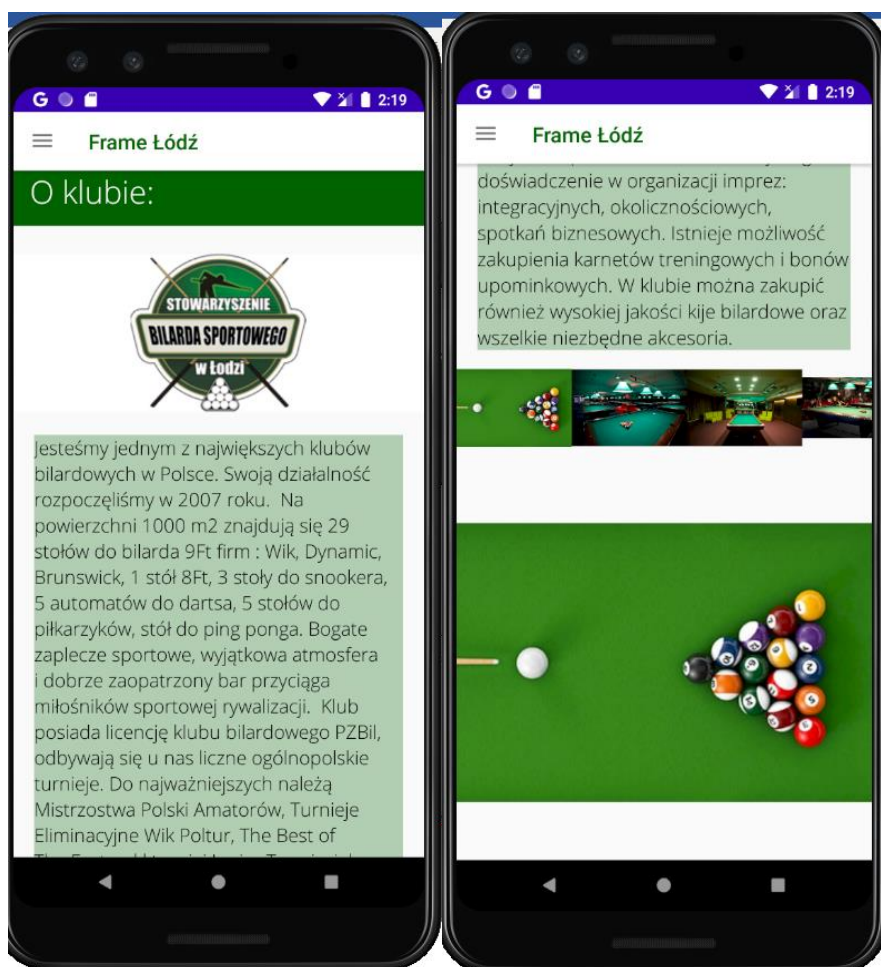 G 2:19
Frame Łódź
O klubie:
STOWARZYSZENIE
BILARDA SPORTOWEGO
w Łodzi
Jesteśmy jednym z największych klubów
bilardowych w Polsce. Swoją działalność
rozpoczęliśmy w 2007 roku.  Na
powierzchni 1000 m2 znajdują się 29
stołów do bilarda 9Ft firm : Wik, Dynamic,
Brunswick, 1 stół 8Ft, 3 stoły do snookera,
5 automatów do dartsa, 5 stołów do
piłkarzyków, stół do ping ponga. Bogate
zaplecze sportowe, wyjątkowa atmosfera
i dobrze zaopatrzony bar przyciąga
miłośników sportowej rywalizacji.  Klub
posiada licencję klubu bilardowego PZBil,
odbywają się u nas liczne ogólnopolskie
turnieje. Do najważniejszych należą
Mistrzostwa Polski Amatorów, Turnieje
Eliminacyjne Wik Poltur, The Best of
G 2:19
Frame Łódź
doświadczenie w organizacji imprez:
integracyjnych, okolicznościowych,
spotkań biznesowych. Istnieje możliwość
zakupienia karnetów treningowych i bonów
upominkowych. W klubie można zakupić
również wysokiej jakości kije bilardowe oraz
wszelkie niezbędne akcesoria.